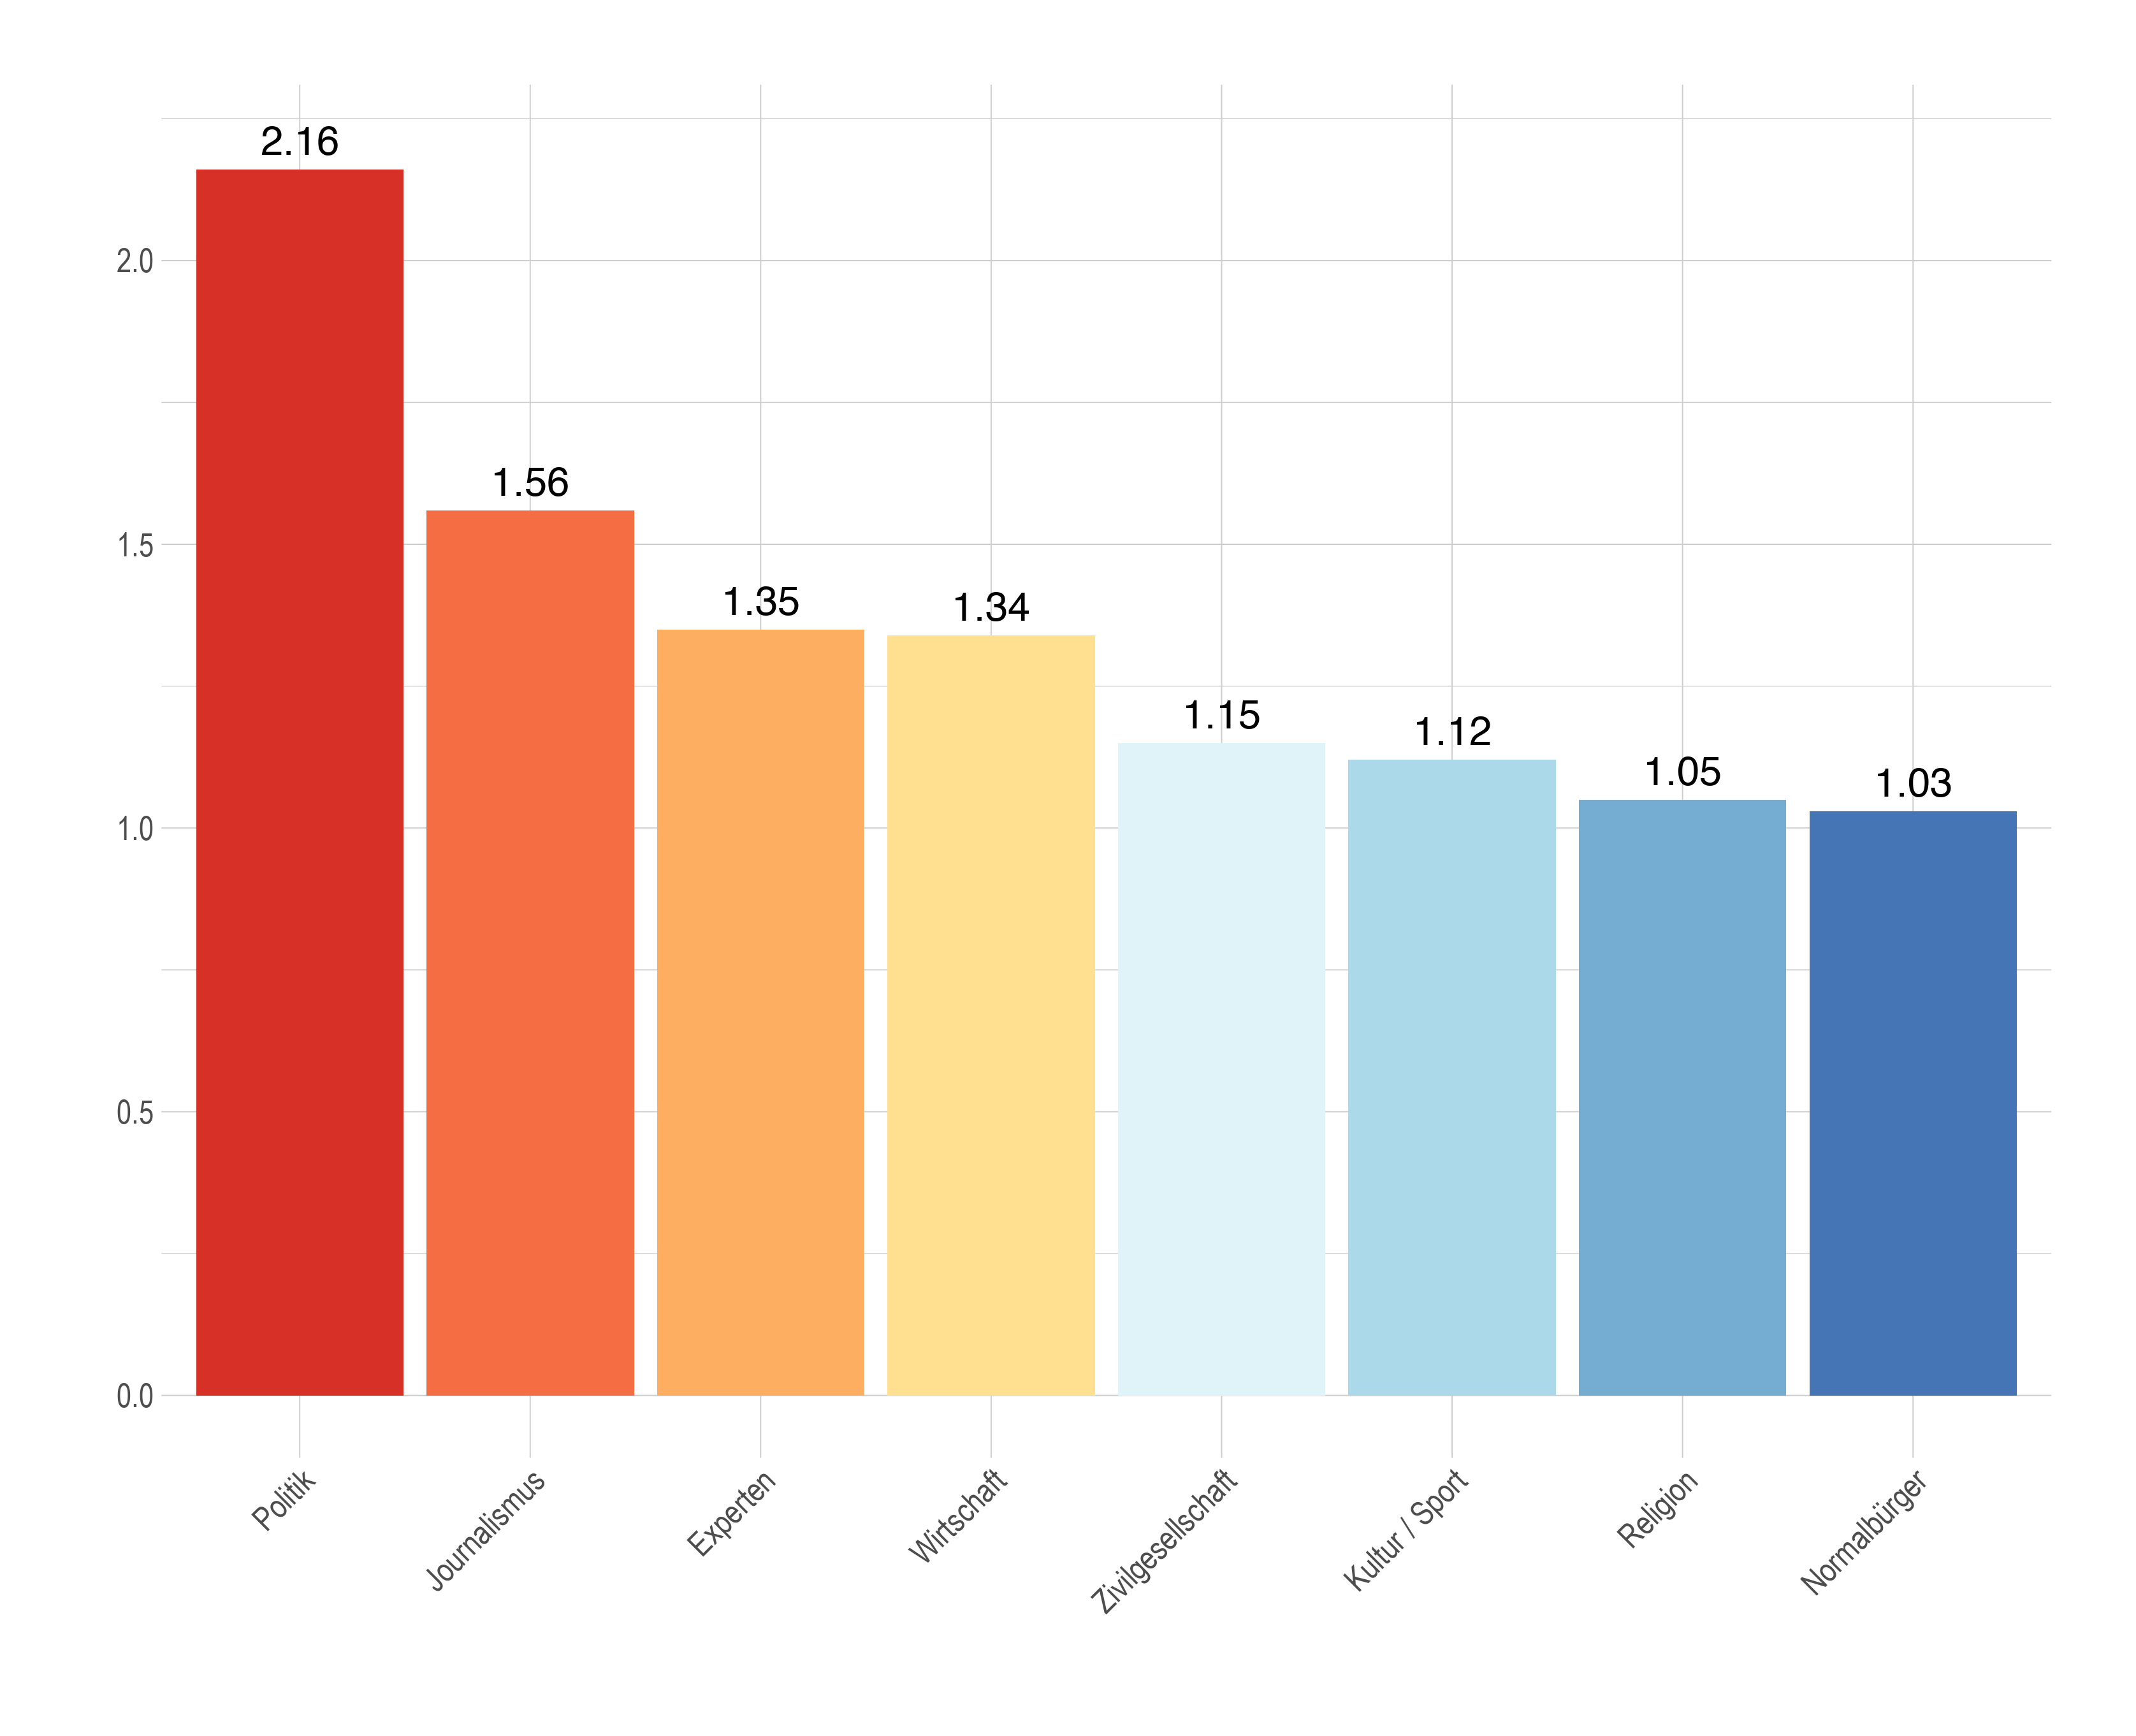 2.16
1.56
1.35
1.34
1.15
1.12
1.05
1.03
2.0
1.5
1.0
0.5
0.0
Politik
Journalismus
Experten
Wirtschaft
Zivilgesellschaft
Kultur / Sport
Religion
Normalbürger